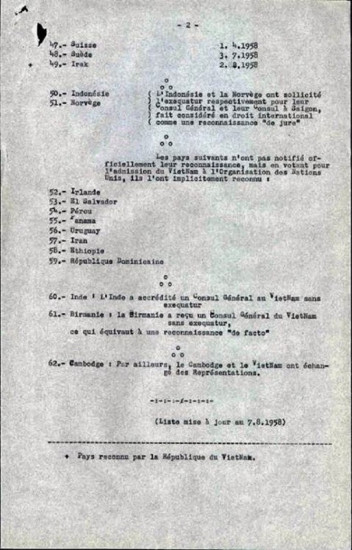 - 2 -
47.- Suisse 1. 4.1958
48.- Suède 3. 7.1958
49.- Irak 2. 8.1958
50.- Indonésie ( L'Indonésie et la Norvège ont sollicité
51.- Norvège ( l'exequatur respectivement pour leur
( Consul Général et leur Consul à Saigon,
( fait considéré en droit international
( comme une reconnaissance "de jure"
Les pays suivants n'ont pas notifié of-
ficiellement leur reconnaissance, mais en votant pour
l'admission du VietNam à l'Organisation des Nations
Unis, ils l'ont implicitement reconnu :
52.- Irlande
53.- El Salvador
54.- Pérou
55.- Panama
56.- Uruguay
57.- Iran
58.- Ethiopie
59.- République Dominicaine
60.- Inde : L'Inde a accrédité un Consul Général au VietNam sans
exequatur
61.- Birmanie : la Birmanie a reçu un Consul Général du VietNam
sans exequatur,
ce qui équivaut à une reconnaissance "de facto"
62.- Cambodge : Par ailleurs, le Cambodge et le VietNam ont échan-
gé des Représentations.
(Liste mise à jour au 7.8.1958)
* Pays reconnu par la République du VietNam.